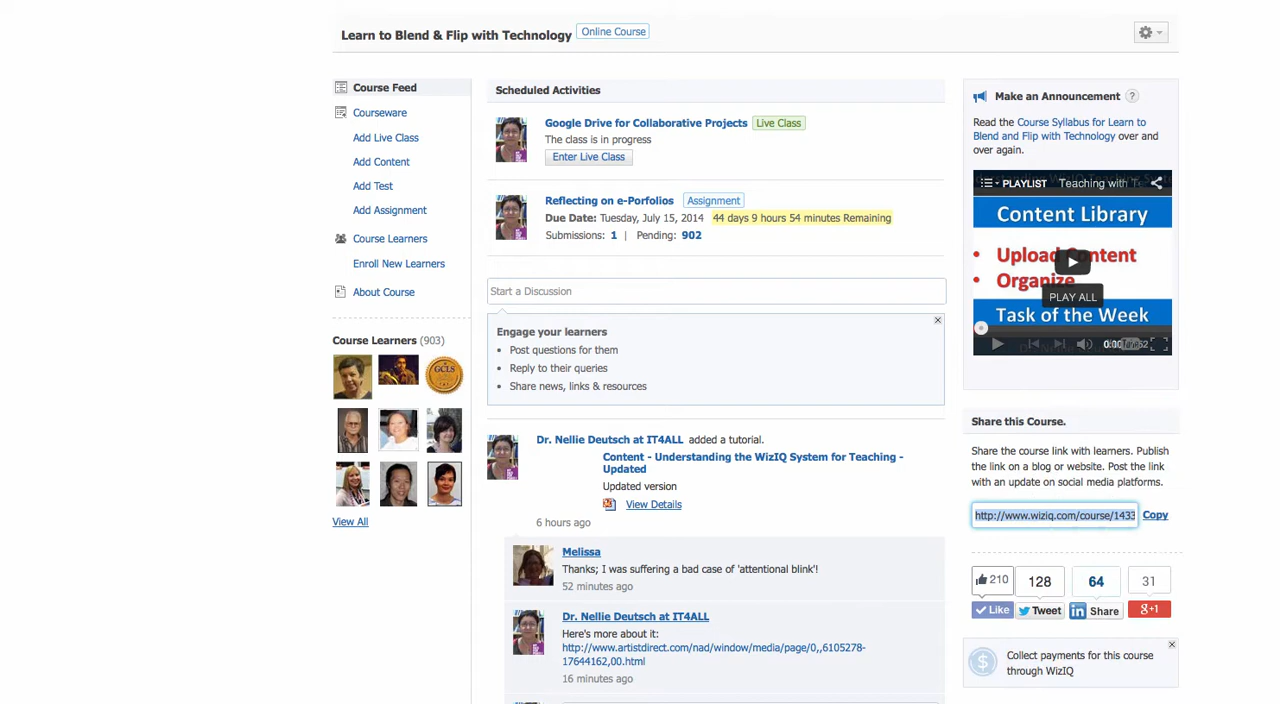 Learn to Blend & Flip with Technology Online Course
Course Feed
Courseware
Add Live Class
Add Content
Add Test
Add Assignment
Course Learners
Enroll New Learners
About Course
Course Learners (903)
GCLS
View All
Scheduled Activities
Google Drive for Collaborative Projects Live Class
The class is in progress
Enter Live Class
Reflecting on e-Porfolios Assignment
Due Date: Tuesday, July 15, 2014 44 days 9 hours 54 minutes Remaining
Submissions: 1 | Pending: 902
Start a Discussion
Engage your learners
• Post questions for them
• Reply to their queries
• Share news, links & resources
Dr. Nellie Deutsch at IT4ALL added a tutorial.
Content - Understanding the WizIQ System for Teaching -
Updated
Updated version
View Details
6 hours ago
Melissa
Thanks; I was suffering a bad case of 'attentional blink'!
52 minutes ago
Dr. Nellie Deutsch at IT4ALL
Here's more about it:
http://www.artistdirect.com/nad/window/media/page/0,,6105278-
17644162,00.html
16 minutes ago
Make an Announcement ?
Read the Course Syllabus for Learn to
Blend and Flip with Technology over and
over again.
PLAYLIST Teaching with
Content Library
• Upload Content
• Organize
PLAY ALL
Task of the Week
Share this Course.
Share the course link with learners. Publish
the link on a blog or website. Post the link
with an update on social media platforms.
http://www.wiziq.com/course/1433 Copy
210 128 64 31
Like Tweet in Share g+1
Collect payments for this course
through WizIQ